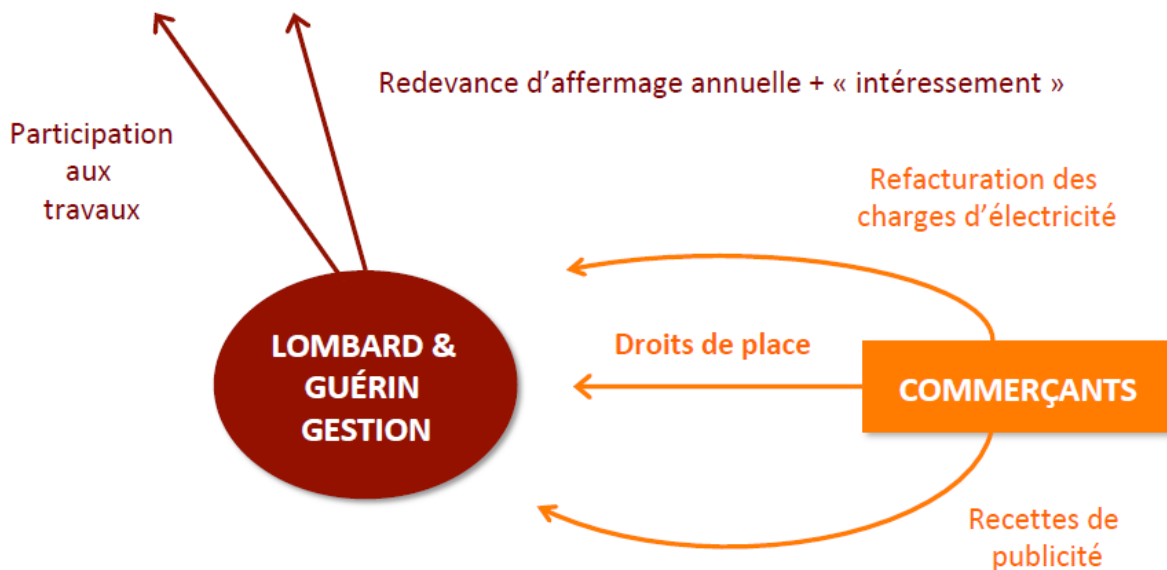 Redevance d’affermage annuelle + « intéressement »
Participation
aux
travaux
Refacturation des
charges d’électricité
LOMBARD &
GUÉRIN
GESTION
Droits de place
COMMERÇANTS
Recettes de
publicité